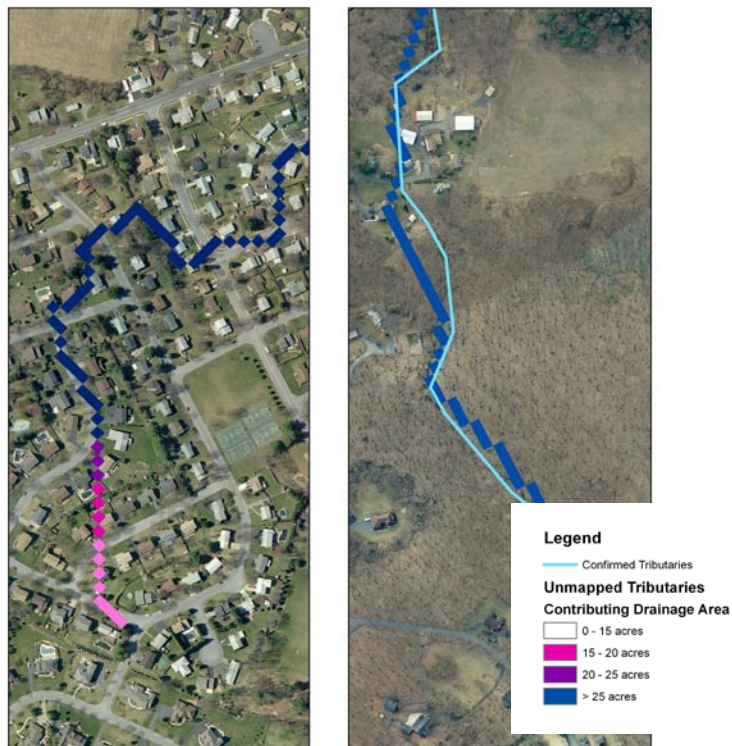 Legend
Confirmed Tributaries
Unmapped Tributaries
Contributing Drainage Area
0 - 15 acres
15 - 20 acres
20 - 25 acres
> 25 acres